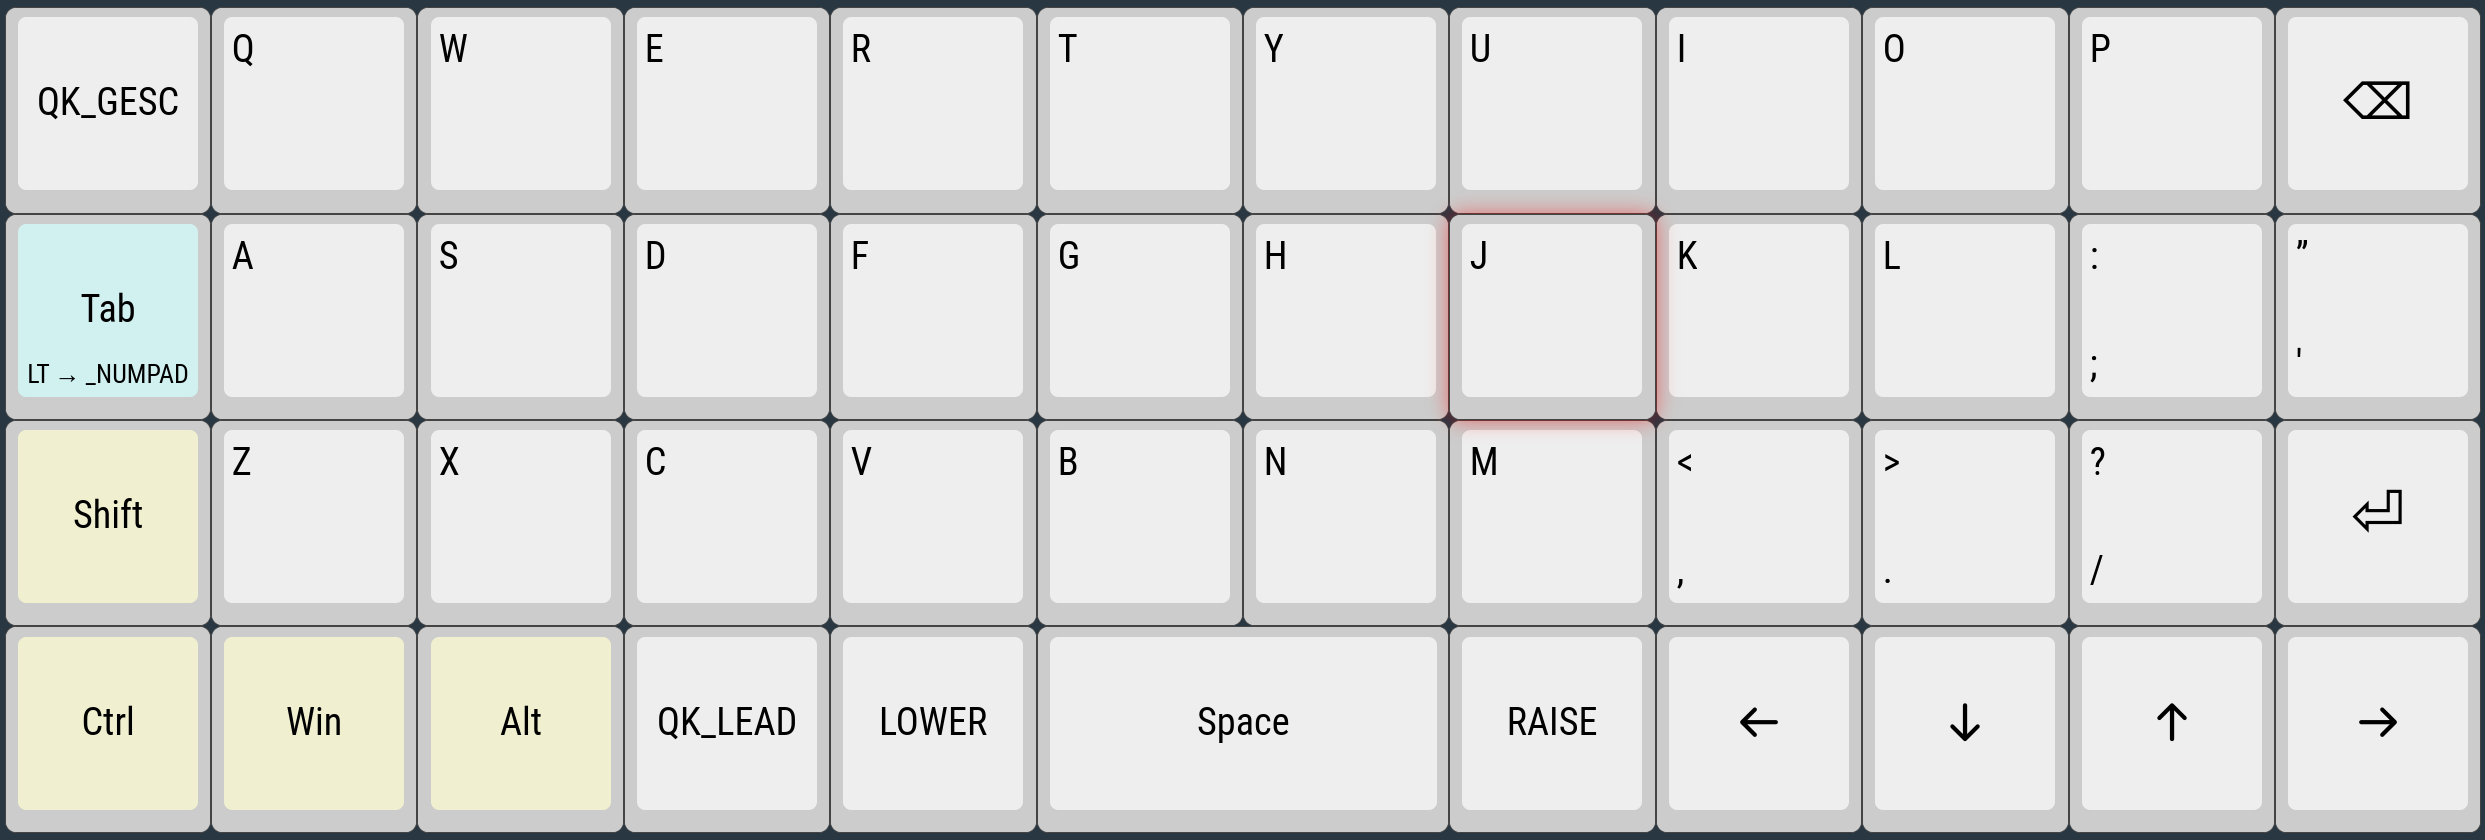 QK_GESC Q W E R T Y U I O P ⌫
Tab A S D F G H J K L : ”
LT → _NUMPAD ; '
Shift Z X C V B N M < > ? ⏎
, . /
Ctrl Win Alt QK_LEAD LOWER Space RAISE ← ↓ ↑ →